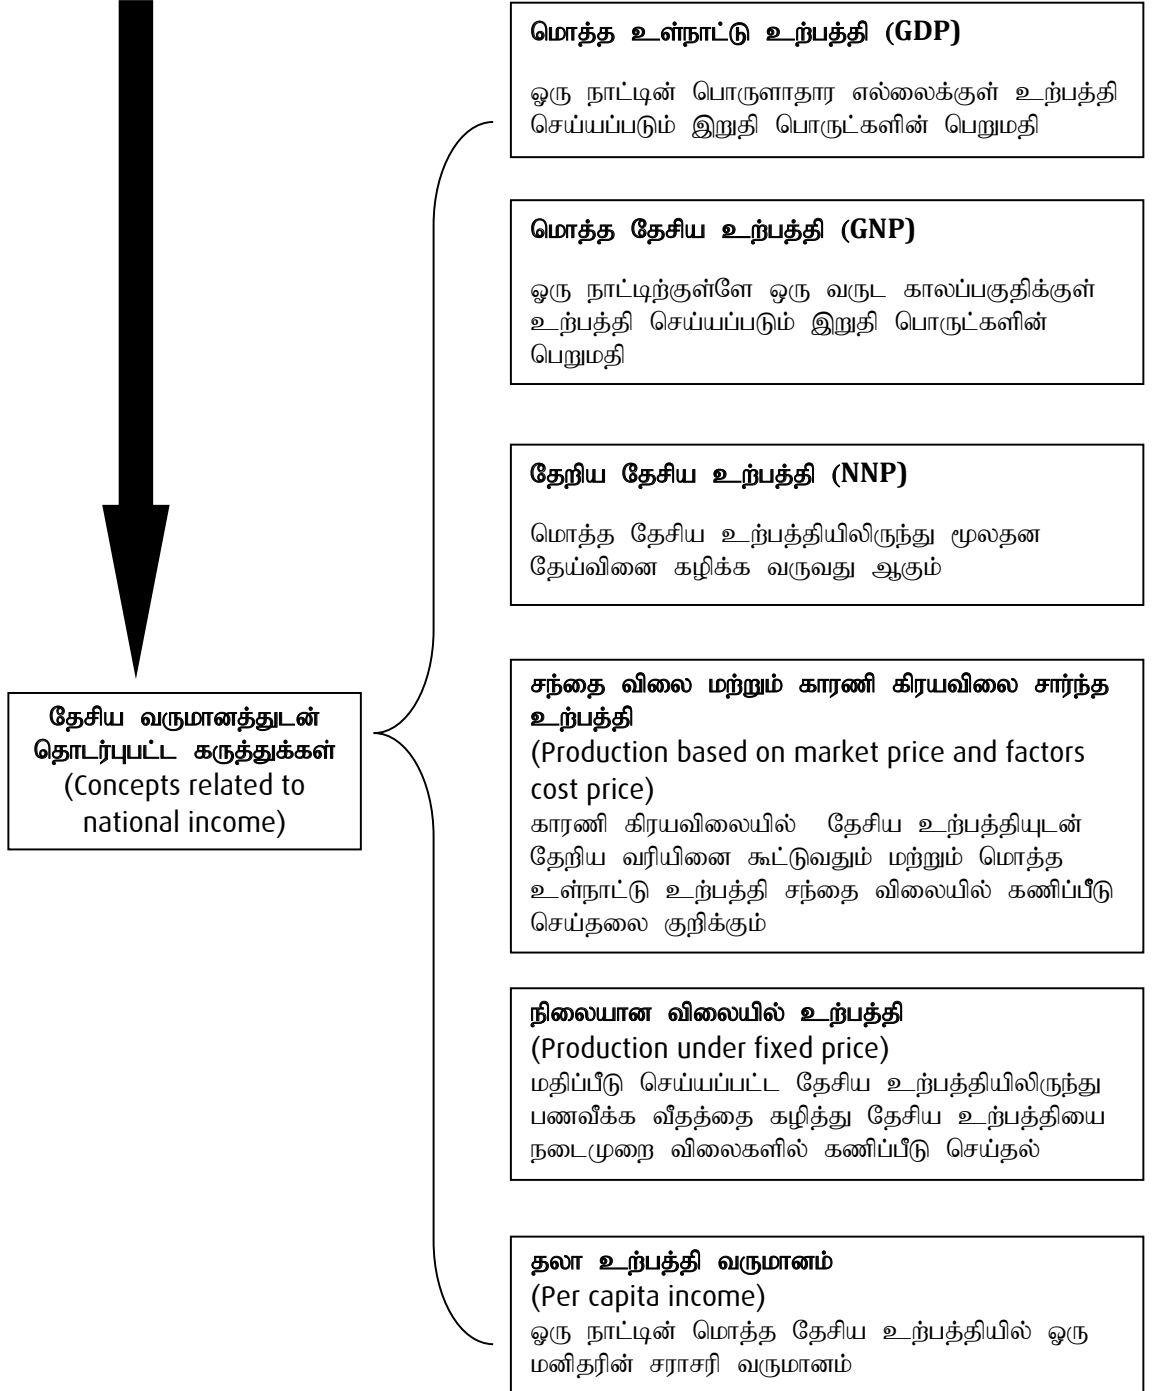 மொத்த உள்நாட்டு உற்பத்தி (GDP)
ஓரு நாட்டின் பொருளாதார எல்லைக்குள் உற்பத்தி
செய்யப்படும் இறுதி பொருட்களின் பெறுமதி
மொத்த தேசிய உற்பத்தி (GNP)
ஓரு நாட்டிற்குள்ளே ஒரு வருட காலப்பகுதிக்குள்
உற்பத்தி செய்யப்படும் இறுதி பொருட்களின்
பெறுமதி
தேறிய தேசிய உற்பத்தி (NNP)
மொத்த தேசிய உற்பத்தியிலிருந்து மூலதன
தேய்வினை கழிக்க வருவது ஆகும்
தேசிய வருமானத்துடன்
தொடர்புபட்ட கருத்துக்கள்
(Concepts related to
national income)
சந்தை விலை மற்றும் காரணி கிரயவிலை சார்ந்த
உற்பத்தி
(Production based on market price and factors
cost price)
காரணி கிரயவிலையில் தேசிய உற்பத்தியுடன்
தேறிய வரியினை கூட்டுவதும் மற்றும் மொத்த
உள்நாட்டு உற்பத்தி சந்தை விலையில் கணிப்பீடு
செய்தலை குறிக்கும்
நிலையான விலையில் உற்பத்தி
(Production under fixed price)
மதிப்பீடு செய்யப்பட்ட தேசிய உற்பத்தியிலிருந்து
பணவீக்க வீதத்தை கழித்து தேசிய உற்பத்தியை
நடைமுறை விலைகளில் கணிப்பீடு செய்தல்
தலா உற்பத்தி வருமானம்
(Per capita income)
ஓரு நாட்டின் மொத்த தேசிய உற்பத்தியில் ஓரு
மனிதரின் சராசரி வருமானம்